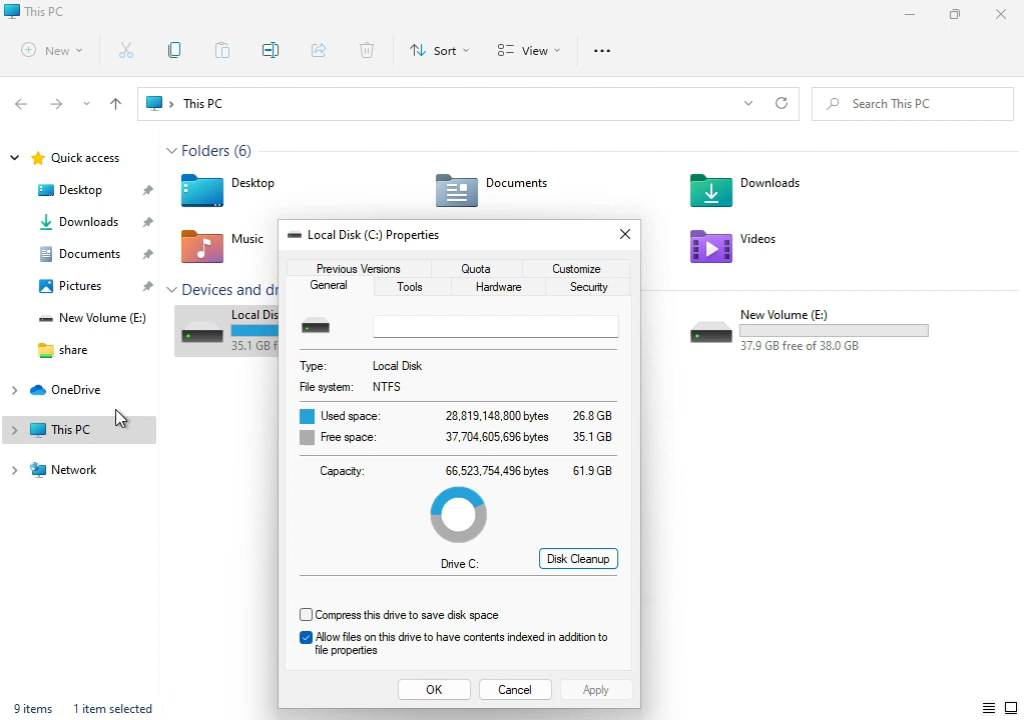 This PC
New
Sort
View
This PC
Search This PC
Quick access
Desktop
Downloads
Documents
Pictures
New Volume (E:)
share
OneDrive
This PC
Network
Folders (6)
Desktop
Documents
Downloads
Music
Videos
Devices and dr
Local Dis
35.1 GB f
New Volume (E:)
37.9 GB free of 38.0 GB
Local Disk (C:) Properties
Previous Versions
Quota
Customize
General
Tools
Hardware
Security
Type: Local Disk
File system: NTFS
Used space: 28,819,148,800 bytes 26.8 GB
Free space: 37,704,605,696 bytes 35.1 GB
Capacity: 66,523,754,496 bytes 61.9 GB
Drive C:
Disk Cleanup
Compress this drive to save disk space
Allow files on this drive to have contents indexed in addition to
file properties
OK
Cancel
Apply
9 items 1 item selected